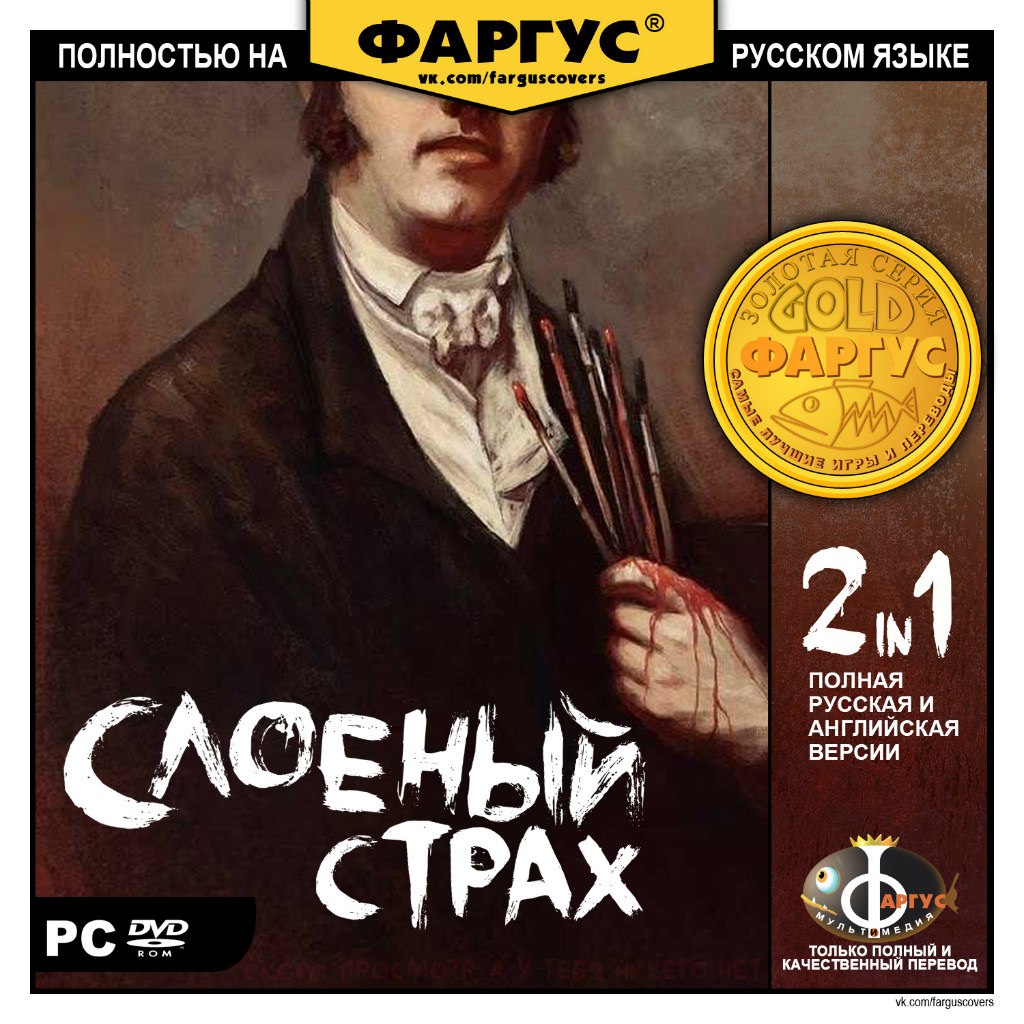 ПОЛНОСТЬЮ НА
ФАРГУС®
РУССКОМ ЯЗЫКЕ
vk.com/farguscovers
ЗОЛОТАЯ СЕРИЯ
GOLD
ФАРГУС
САМЫЕ ЛУЧШИЕ ИГРЫ И ПЕРЕВОДЫ
2 IN 1
ПОЛНАЯ
РУССКАЯ И
АНГЛИЙСКАЯ
ВЕРСИИ
СЛОЕНЫЙ
СТРАХ
PC DVD
ROM
ФАРГУС
МУЛЬТИМЕДИЯ
ТОЛЬКО ПОЛНЫЙ И
КАЧЕСТВЕННЫЙ ПЕРЕВОД
vk.com/farguscovers